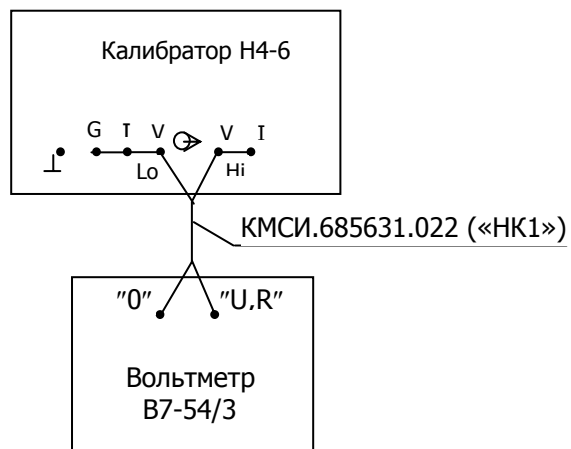 Калибратор Н4-6
G I V V I
⊥ Lo Hi
КМСИ.685631.022 («НК1»)
"0" "U,R"
Вольтметр
В7-54/3